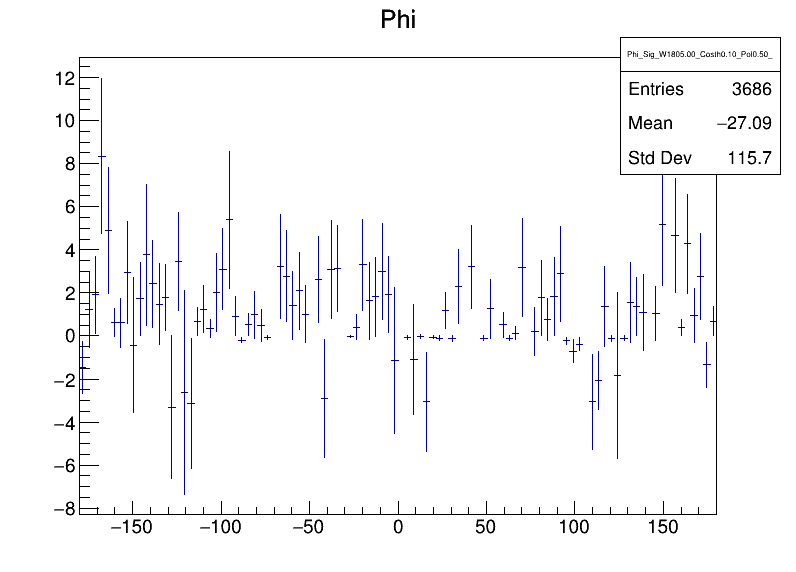 Phi
Phi_Sig_W1805.00_Costh0.10_Pol0.50_
Entries 3686
Mean −27.09
Std Dev 115.7
12
10
8
6
4
2
0
−2
−4
−6
−8
−150 −100 −50 0 50 100 150